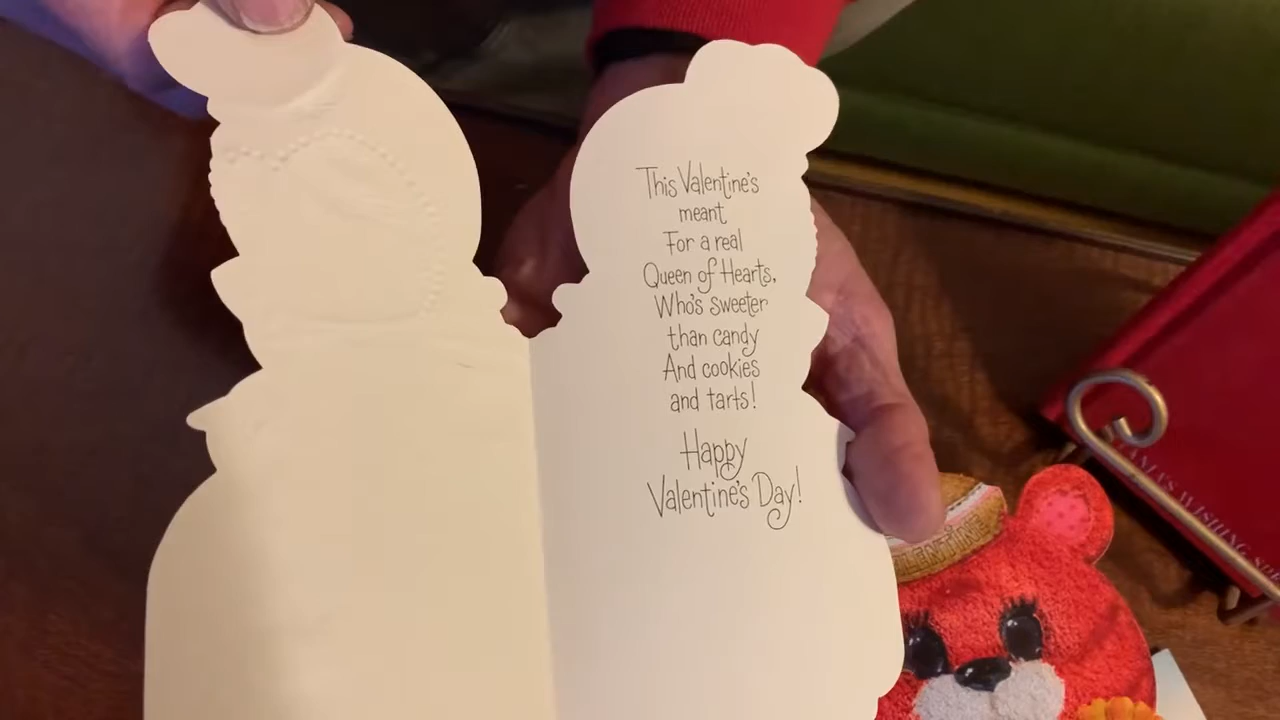 This Valentine's
meant
For a real
Queen of Hearts,
Who's sweeter
than candy
And cookies
and tarts!
Happy
Valentine's Day!